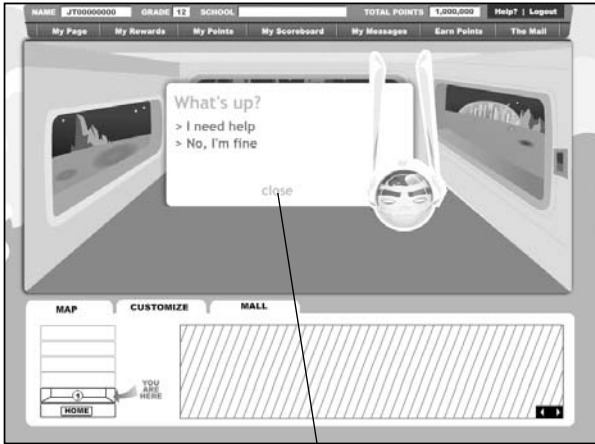 NAME JT00000000 GRADE 12 SCHOOL TOTAL POINTS 1,000,000 Help? | Logout
My Page My Rewards My Points My Scoreboard My Messages Earn Points The Mall
What's up?
> I need help
> No, I'm fine
close
MAP CUSTOMIZE MALL
YOU
ARE
HERE
1
HOME